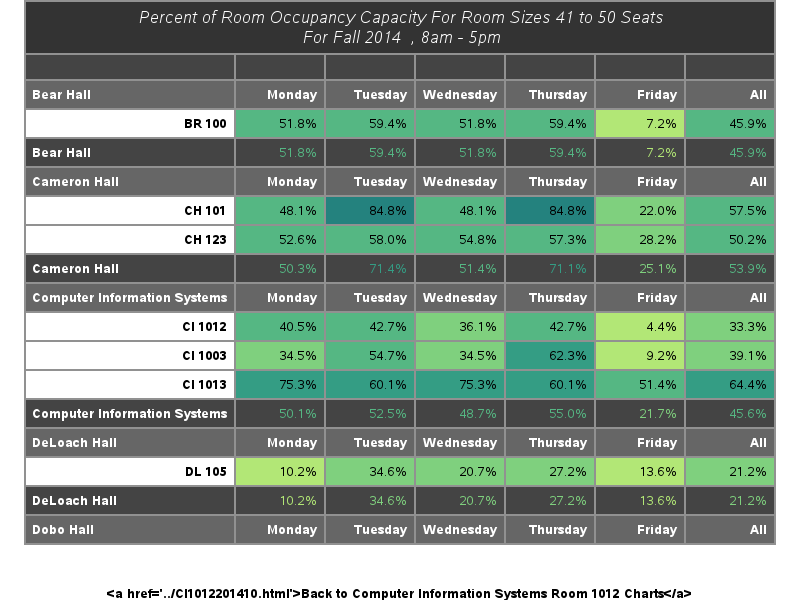 Percent of Room Occupancy Capacity For Room Sizes 41 to 50 Seats
For Fall 2014 , 8am - 5pm
Bear Hall Monday Tuesday Wednesday Thursday Friday All
BR 100 51.8% 59.4% 51.8% 59.4% 7.2% 45.9%
Bear Hall 51.8% 59.4% 51.8% 59.4% 7.2% 45.9%
Cameron Hall Monday Tuesday Wednesday Thursday Friday All
CH 101 48.1% 84.8% 48.1% 84.8% 22.0% 57.5%
CH 123 52.6% 58.0% 54.8% 57.3% 28.2% 50.2%
Cameron Hall 50.3% 71.4% 51.4% 71.1% 25.1% 53.9%
Computer Information Systems Monday Tuesday Wednesday Thursday Friday All
CI 1012 40.5% 42.7% 36.1% 42.7% 4.4% 33.3%
CI 1003 34.5% 54.7% 34.5% 62.3% 9.2% 39.1%
CI 1013 75.3% 60.1% 75.3% 60.1% 51.4% 64.4%
Computer Information Systems 50.1% 52.5% 48.7% 55.0% 21.7% 45.6%
DeLoach Hall Monday Tuesday Wednesday Thursday Friday All
DL 105 10.2% 34.6% 20.7% 27.2% 13.6% 21.2%
DeLoach Hall 10.2% 34.6% 20.7% 27.2% 13.6% 21.2%
Dobo Hall Monday Tuesday Wednesday Thursday Friday All
&lt;a href='../CI1012201410.html'&gt;Back to Computer Information Systems Room 1012 Charts&lt;/a&gt;